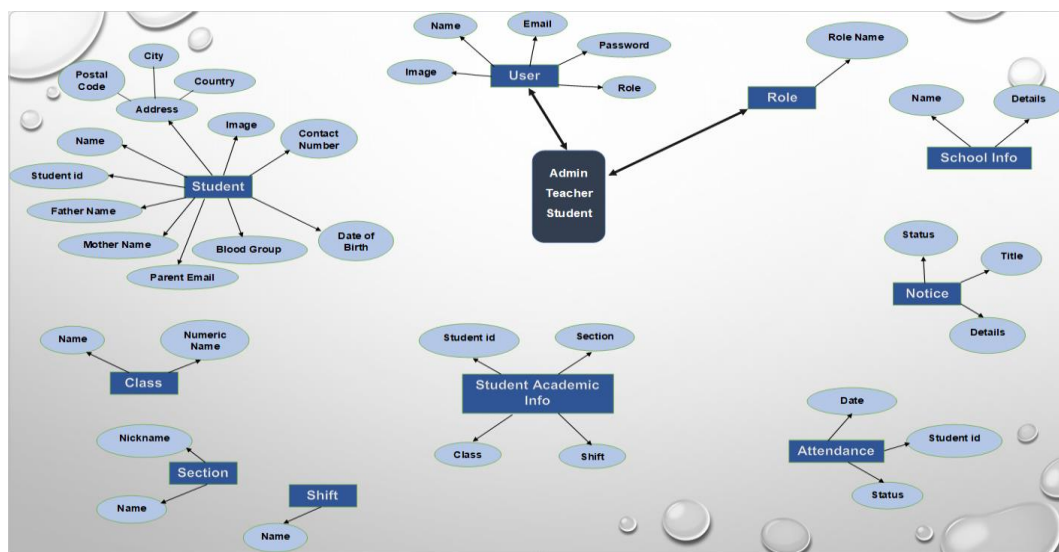 City
Postal
Code
Country
Address
Image
Contact
Number
Name
Student id
Student
Father Name
Mother Name
Blood Group
Date of
Birth
Parent Email
Name
Email
Password
Image
User
Role
Role Name
Role
Admin
Teacher
Student
Name
Details
School Info
Status
Title
Notice
Details
Name
Numeric
Name
Class
Student id
Section
Student Academic
Info
Class
Shift
Date
Student id
Attendance
Status
Nickname
Section
Name
Shift
Name